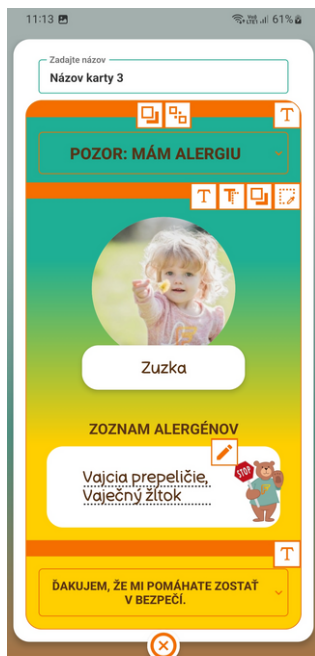 11:13
61%
Zadajte názov
Názov karty 3
T
POZOR: MÁM ALERGIU
T T
Zuzka
ZOZNAM ALERGÉNOV
STOP
Vajcia prepeličie,
Vaječný žĺtok
T
ĎAKUJEM, ŽE MI POMÁHATE ZOSTAŤ
V BEZPEČÍ.